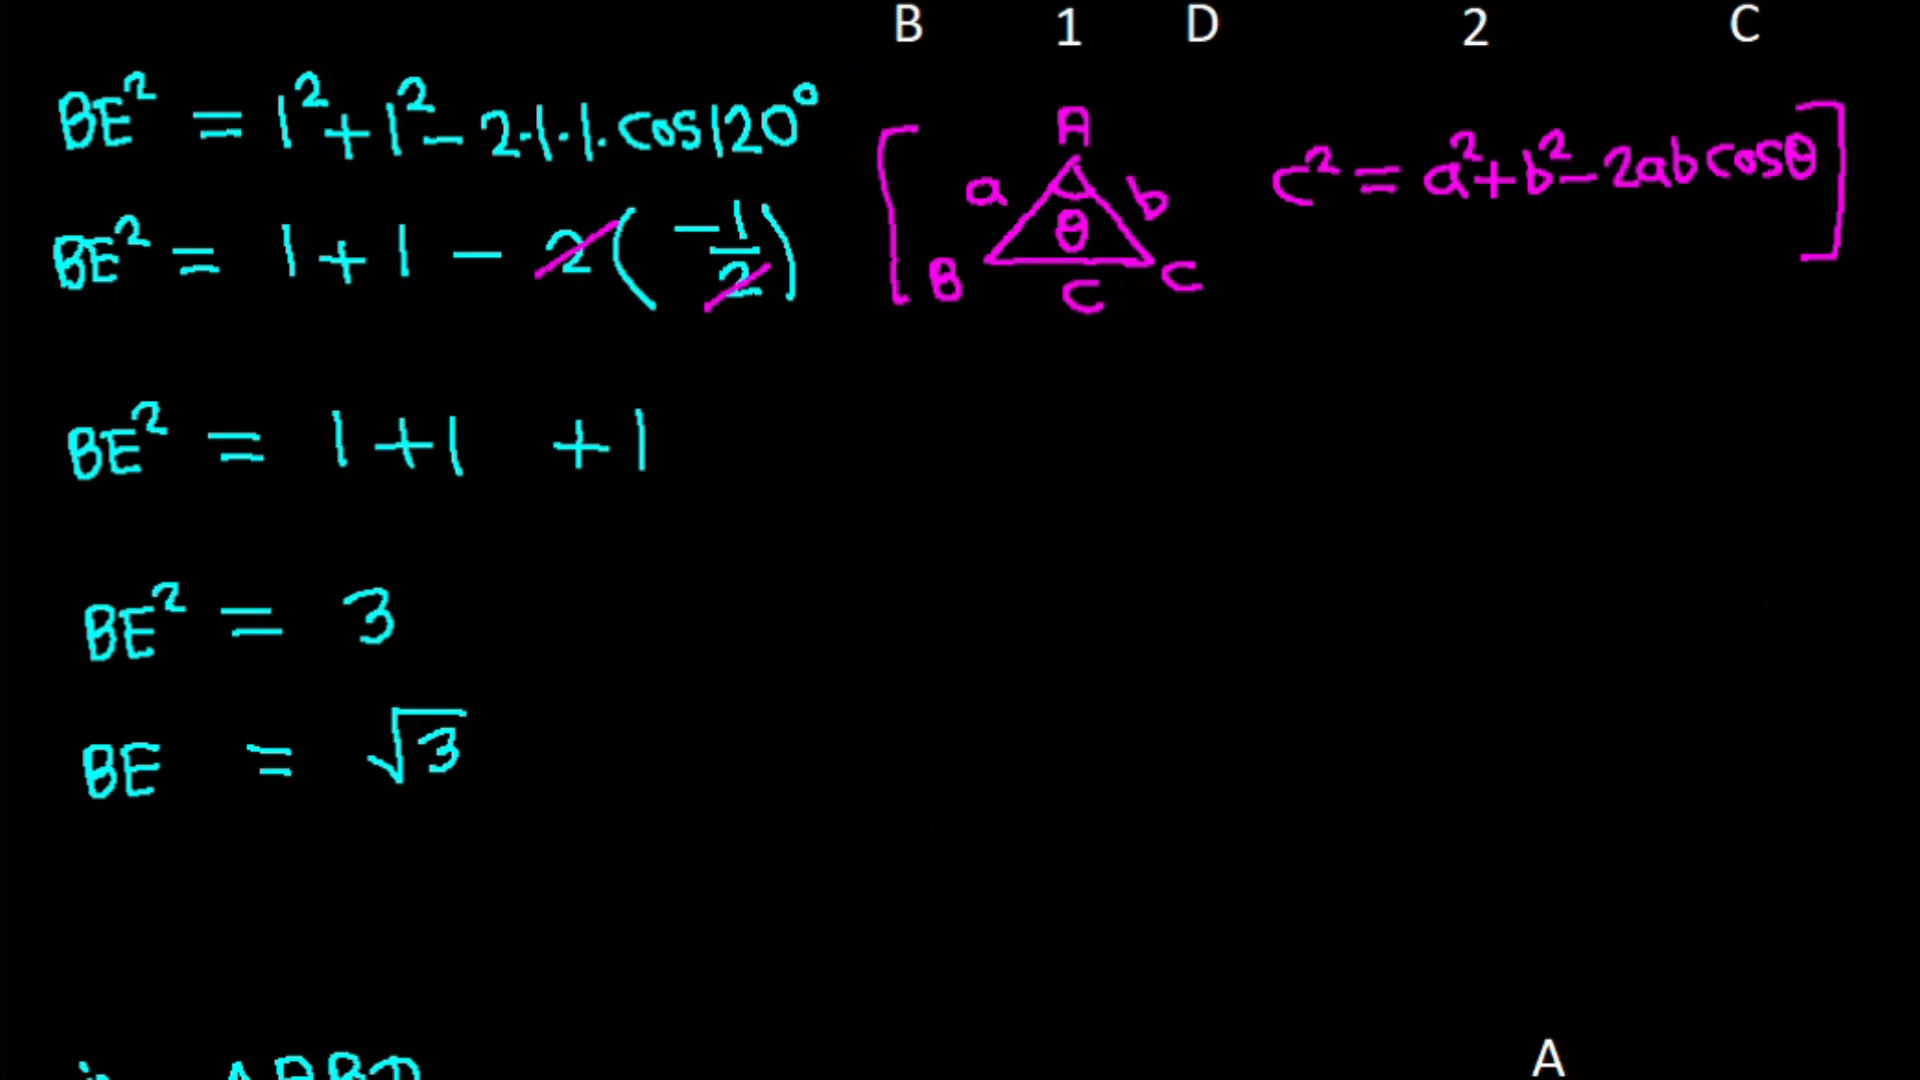 B 1 D 2 C
BE² = 1² + 1² - 2·1·1·cos120°
[ A a b θ B c C c² = a² + b² - 2ab cosθ ]
BE² = 1 + 1 - 2(-1/2)
BE² = 1 + 1 + 1
BE² = 3
BE = √3
A